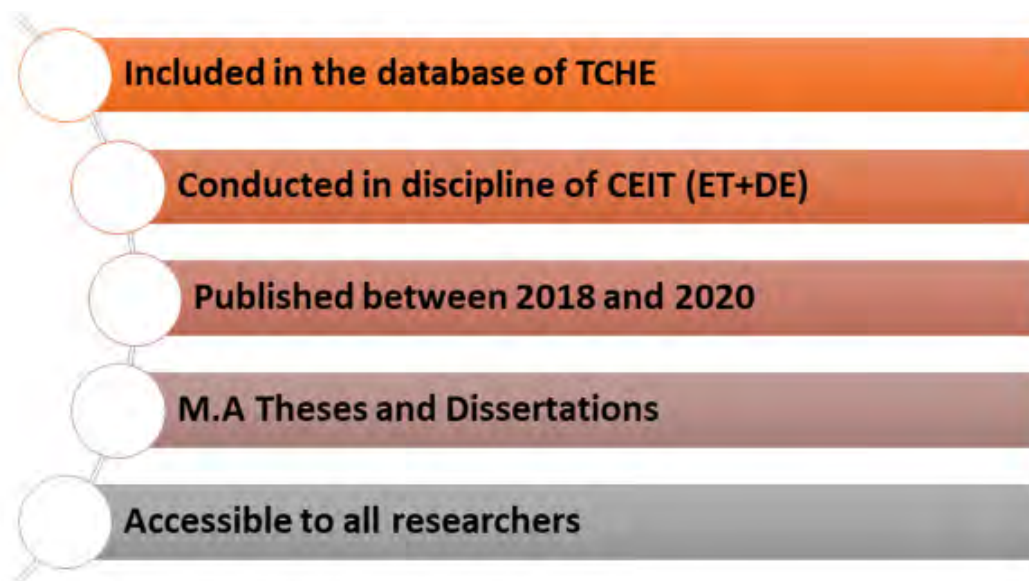 Included in the database of TCHE
Conducted in discipline of CEIT (ET+DE)
Published between 2018 and 2020
M.A Theses and Dissertations
Accessible to all researchers